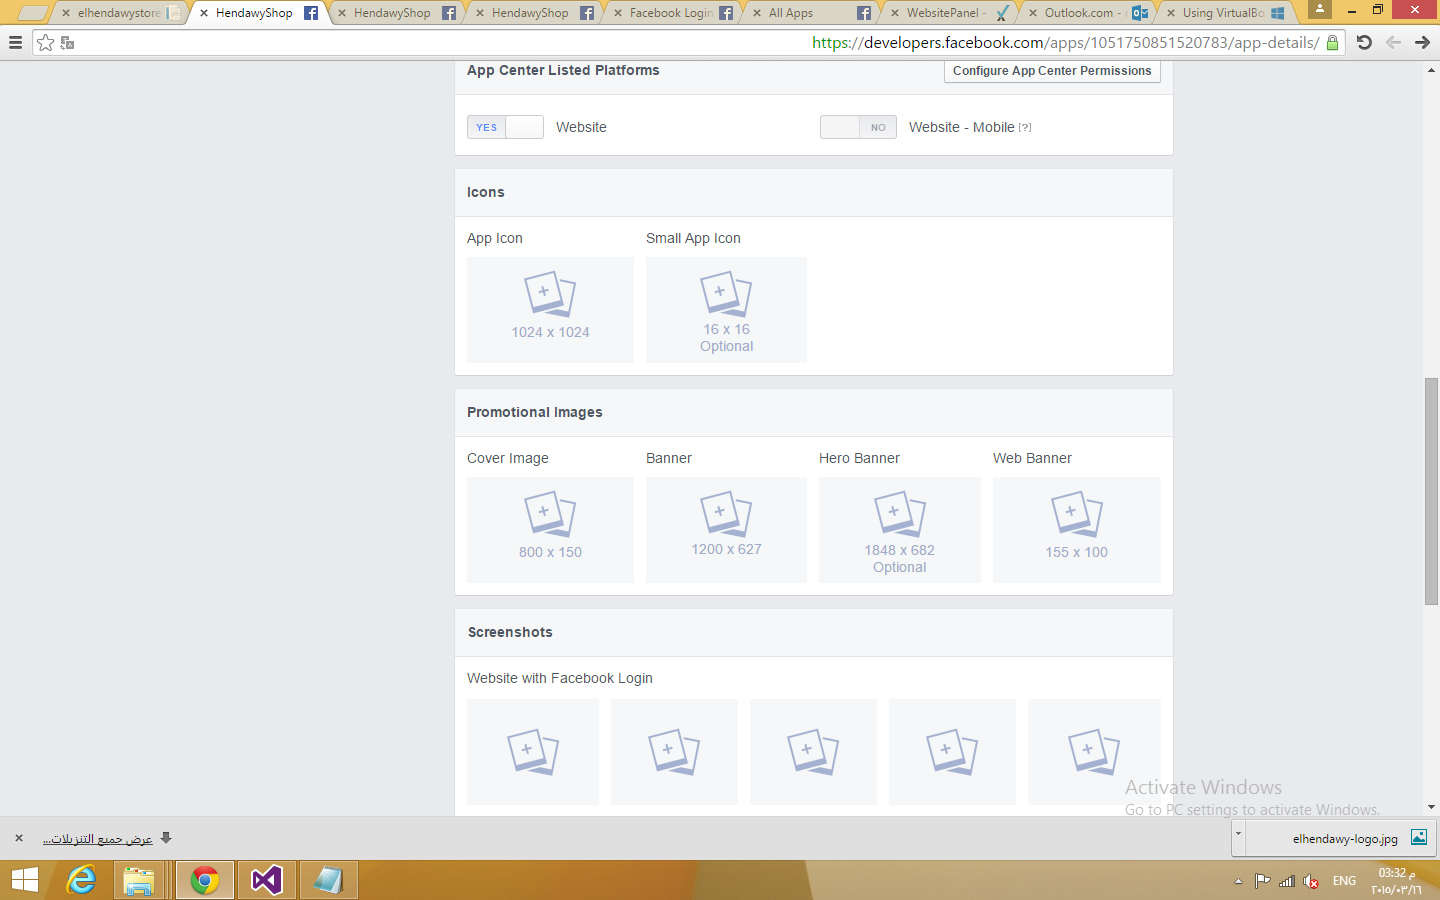 elhendawystore
HendawyShop
HendawyShop
HendawyShop
Facebook Login
All Apps
WebsitePanel -
Outlook.com -
Using VirtualBo
https://developers.facebook.com/apps/1051750851520783/app-details/
App Center Listed Platforms
Configure App Center Permissions
YES
Website
NO
Website - Mobile [?]
Icons
App Icon
Small App Icon
1024 x 1024
16 x 16
Optional
Promotional Images
Cover Image
Banner
Hero Banner
Web Banner
800 x 150
1200 x 627
1848 x 682
Optional
155 x 100
Screenshots
Website with Facebook Login
Activate Windows
Go to PC settings to activate Windows.
عرض جميع التنزيلات...
elhendawy-logo.jpg
ENG
03:32 م
٢٠١٥/٠٣/١٦